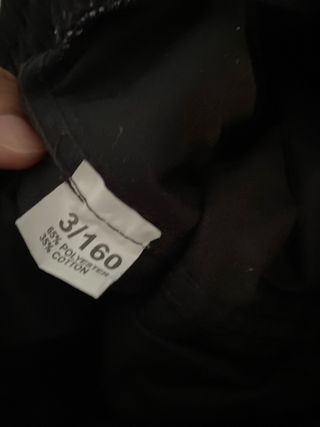 3/160
65% POLYESTER
35% COTTON